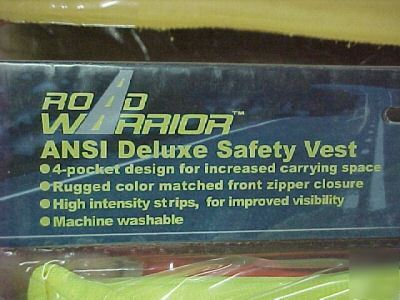 ROAD
WARRIOR™
ANSI Deluxe Safety Vest
● 4-pocket design for increased carrying space
● Rugged color matched front zipper closure
● High intensity strips, for improved visibility
● Machine washable